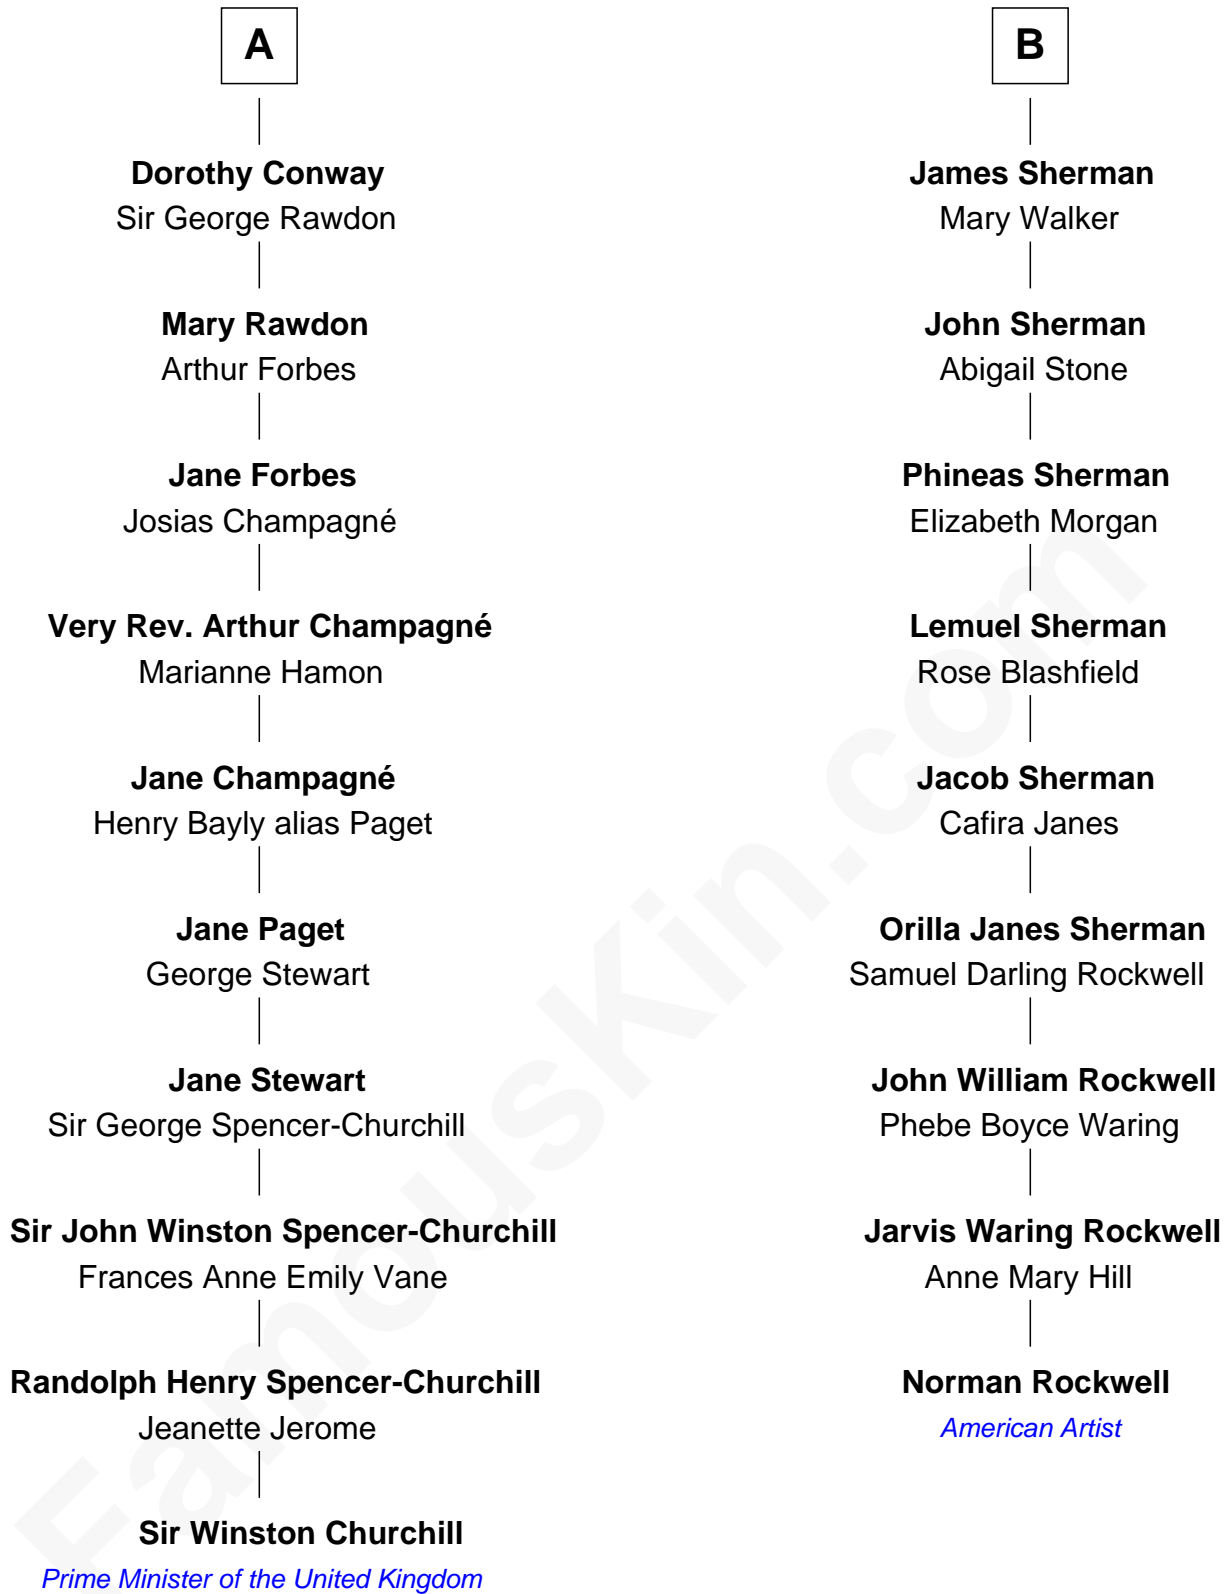 A
Dorothy Conway
Sir George Rawdon
Mary Rawdon
Arthur Forbes
Jane Forbes
Josias Champagné
Very Rev. Arthur Champagné
Marianne Hamon
Jane Champagné
Henry Bayly alias Paget
Jane Paget
George Stewart
Jane Stewart
Sir George Spencer-Churchill
Sir John Winston Spencer-Churchill
Frances Anne Emily Vane
Randolph Henry Spencer-Churchill
Jeanette Jerome
Sir Winston Churchill
Prime Minister of the United Kingdom
B
James Sherman
Mary Walker
John Sherman
Abigail Stone
Phineas Sherman
Elizabeth Morgan
Lemuel Sherman
Rose Blashfield
Jacob Sherman
Cafira Janes
Orilla Janes Sherman
Samuel Darling Rockwell
John William Rockwell
Phebe Boyce Waring
Jarvis Waring Rockwell
Anne Mary Hill
Norman Rockwell
American Artist
FamousKin.com